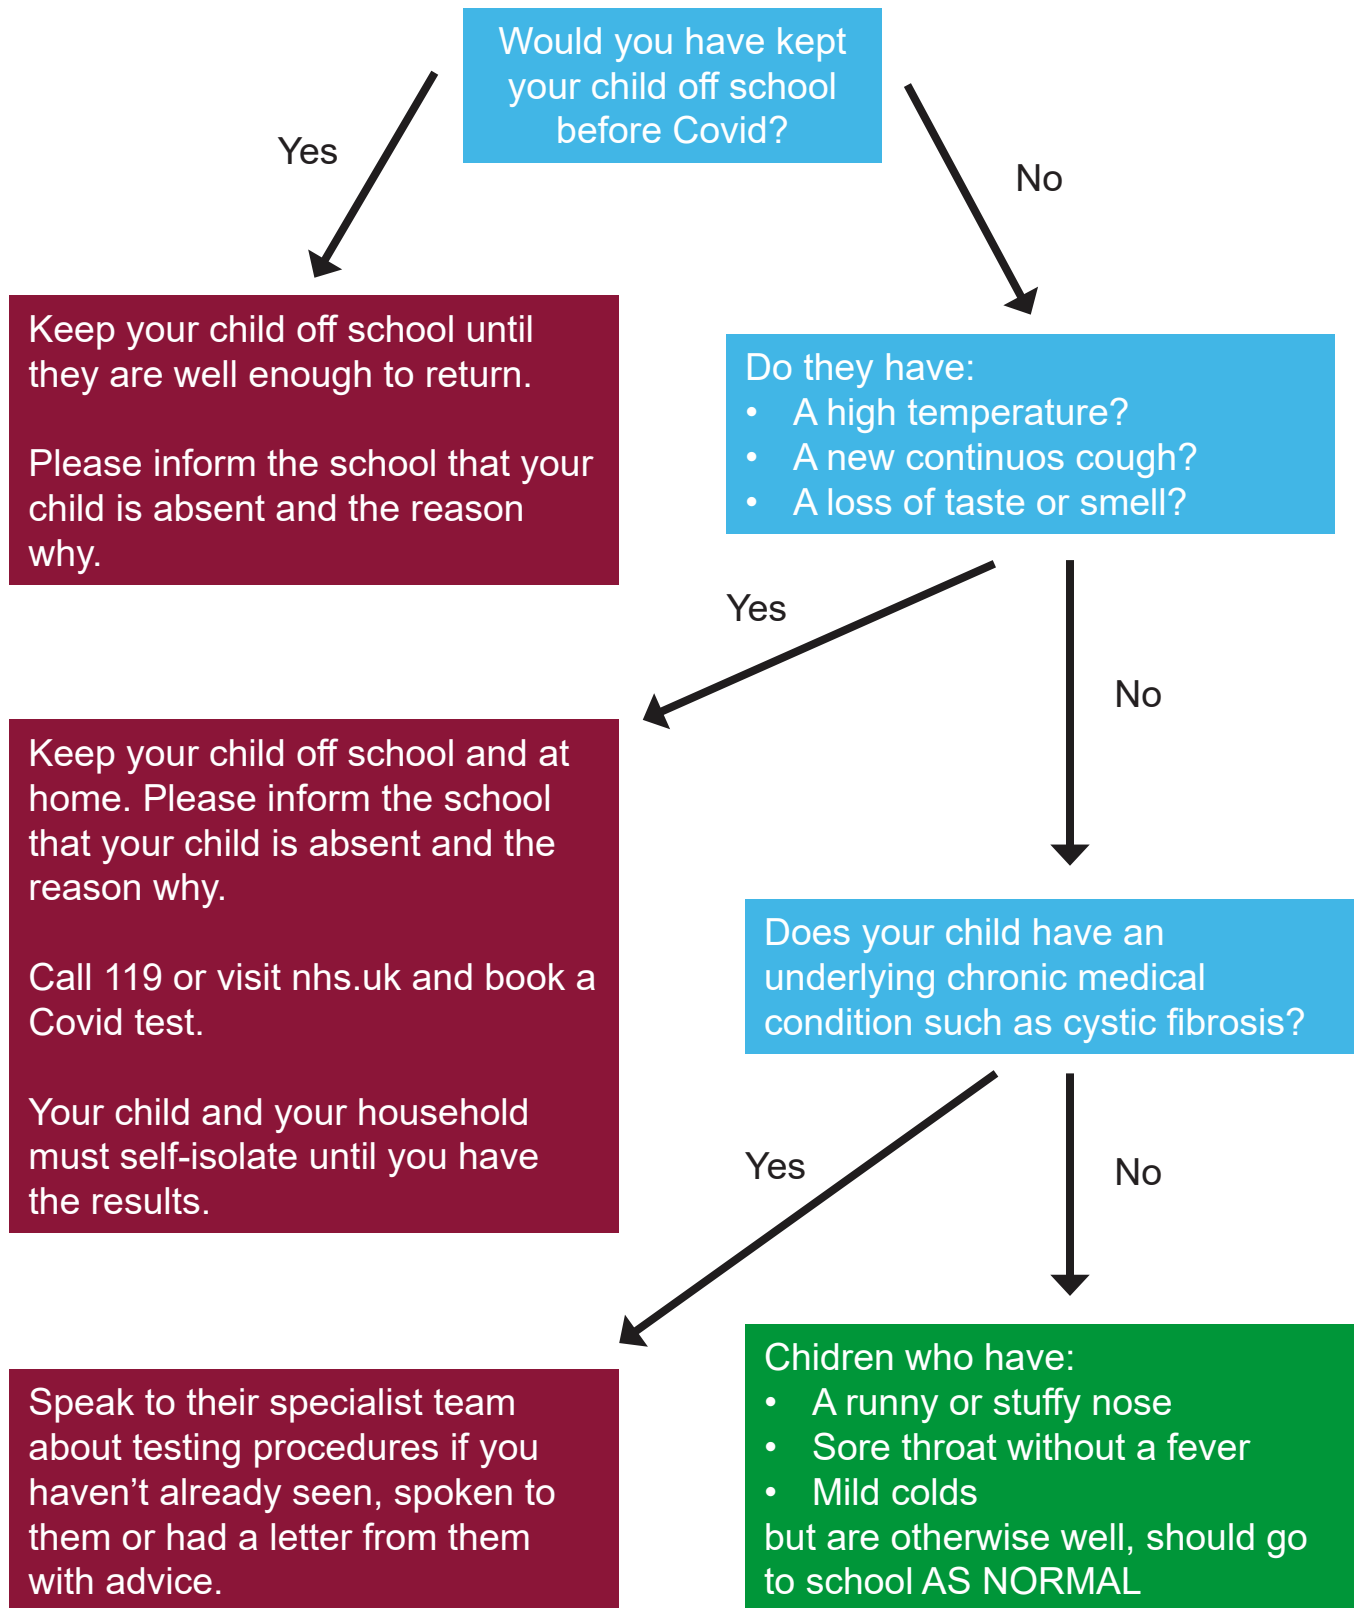 Would you have kept
your child off school
before Covid?
Yes
No
Keep your child off school until
they are well enough to return.
Please inform the school that your
child is absent and the reason
why.
Do they have:
• A high temperature?
• A new continuos cough?
• A loss of taste or smell?
Yes
No
Keep your child off school and at
home. Please inform the school
that your child is absent and the
reason why.
Call 119 or visit nhs.uk and book a
Covid test.
Your child and your household
must self-isolate until you have
the results.
Does your child have an
underlying chronic medical
condition such as cystic fibrosis?
Yes
No
Speak to their specialist team
about testing procedures if you
haven’t already seen, spoken to
them or had a letter from them
with advice.
Chidren who have:
• A runny or stuffy nose
• Sore throat without a fever
• Mild colds
but are otherwise well, should go
to school AS NORMAL